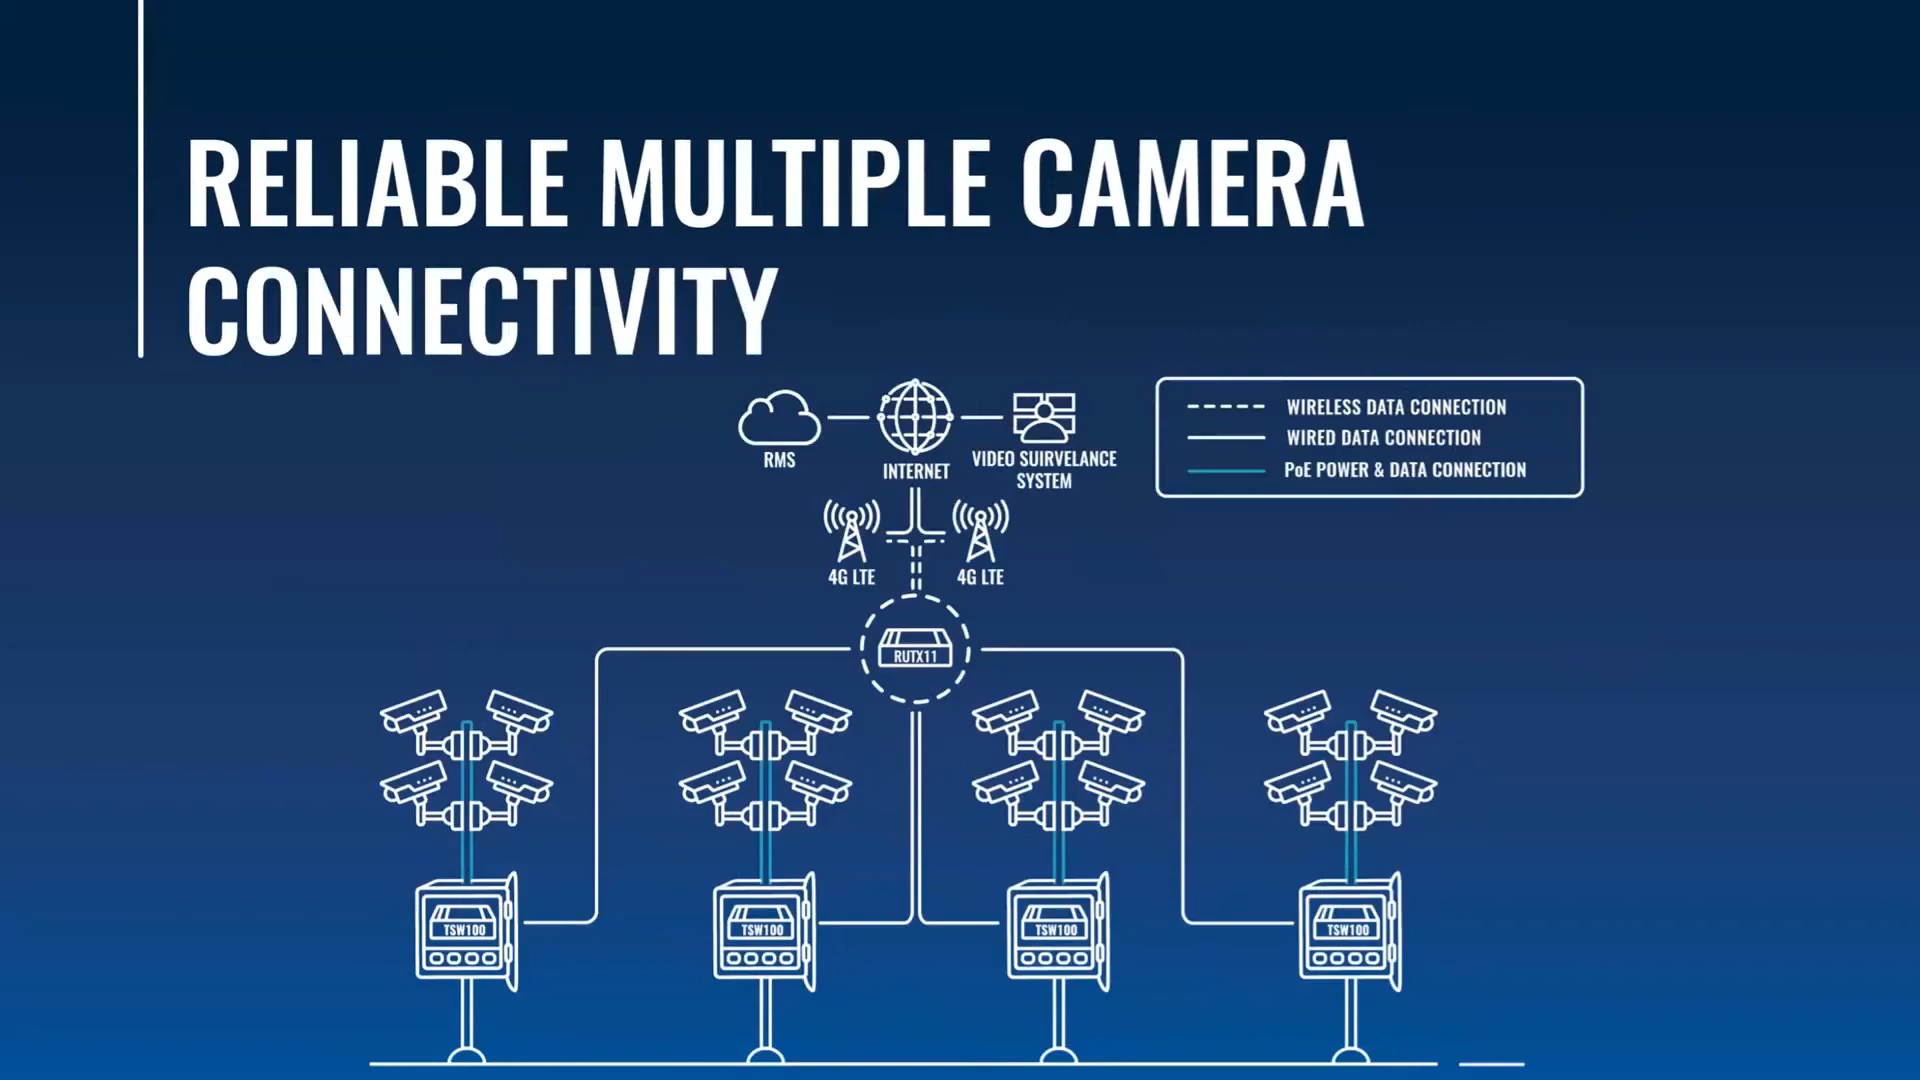 RELIABLE MULTIPLE CAMERA
CONNECTIVITY
RMS
INTERNET
VIDEO SUIRVELANCE
SYSTEM
WIRELESS DATA CONNECTION
WIRED DATA CONNECTION
PoE POWER & DATA CONNECTION
4G LTE
4G LTE
RUTX11
TSW100
TSW100
TSW100
TSW100